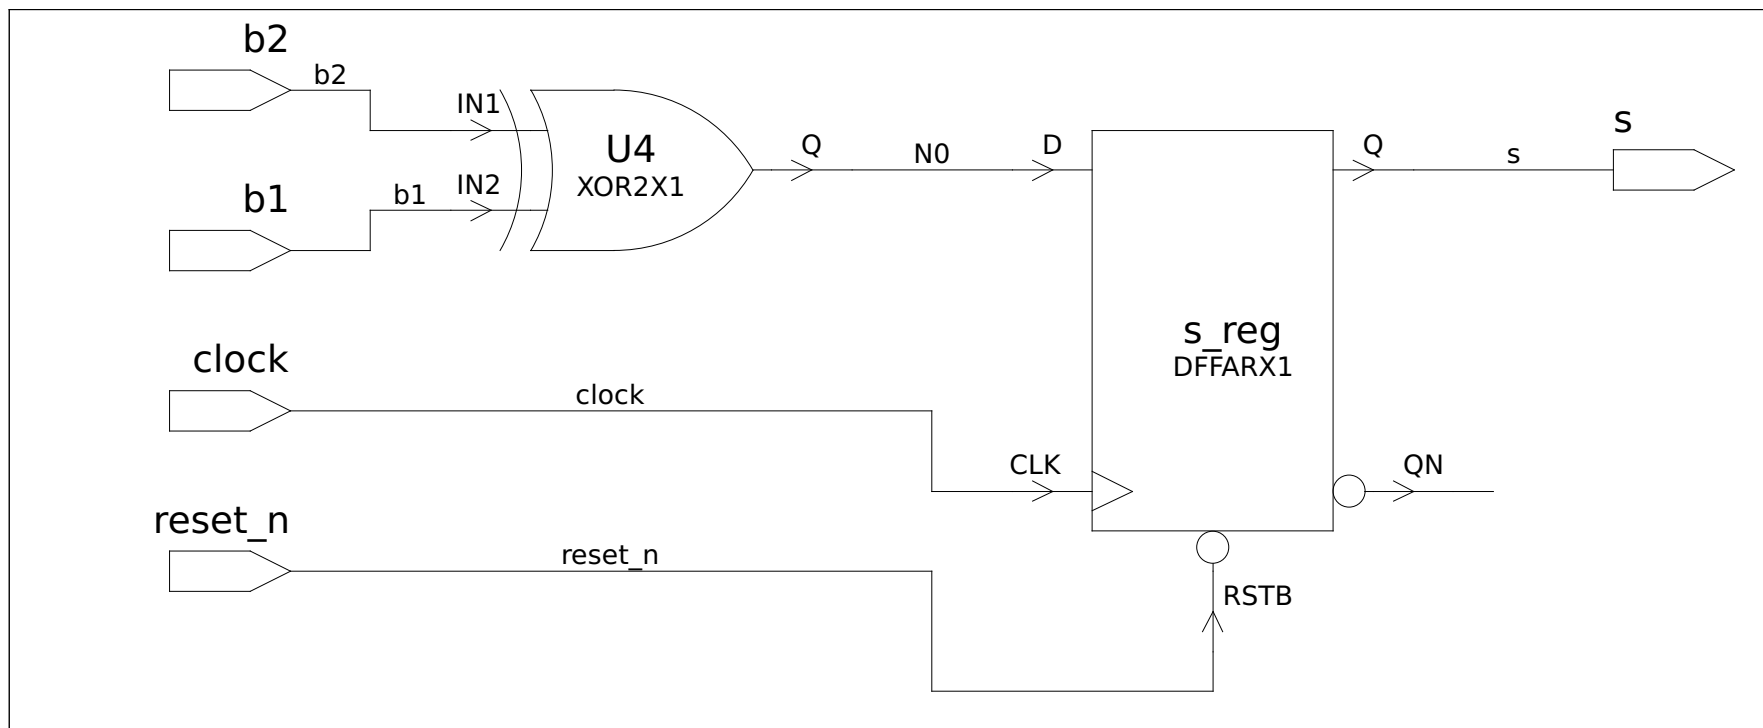 b2
b2
IN1
U4
XOR2X1
Q
N0
D
Q
s
s
b1
b1
IN2
s_reg
DFFARX1
clock
clock
CLK
QN
reset_n
reset_n
RSTB